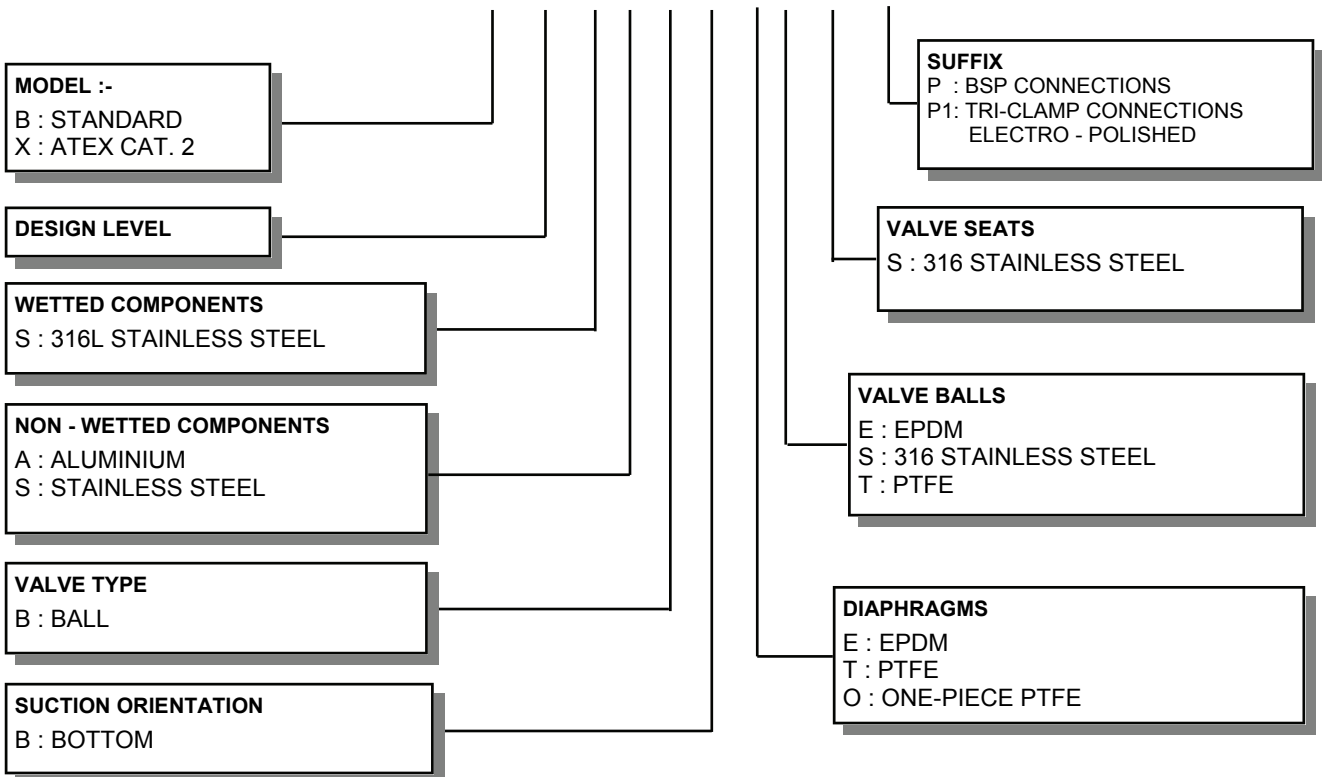 MODEL :-
B : STANDARD
X : ATEX CAT. 2
DESIGN LEVEL
WETTED COMPONENTS
S : 316L STAINLESS STEEL
NON - WETTED COMPONENTS
A : ALUMINIUM
S : STAINLESS STEEL
VALVE TYPE
B : BALL
SUCTION ORIENTATION
B : BOTTOM
SUFFIX
P : BSP CONNECTIONS
P1: TRI-CLAMP CONNECTIONS
ELECTRO - POLISHED
VALVE SEATS
S : 316 STAINLESS STEEL
VALVE BALLS
E : EPDM
S : 316 STAINLESS STEEL
T : PTFE
DIAPHRAGMS
E : EPDM
T : PTFE
O : ONE-PIECE PTFE